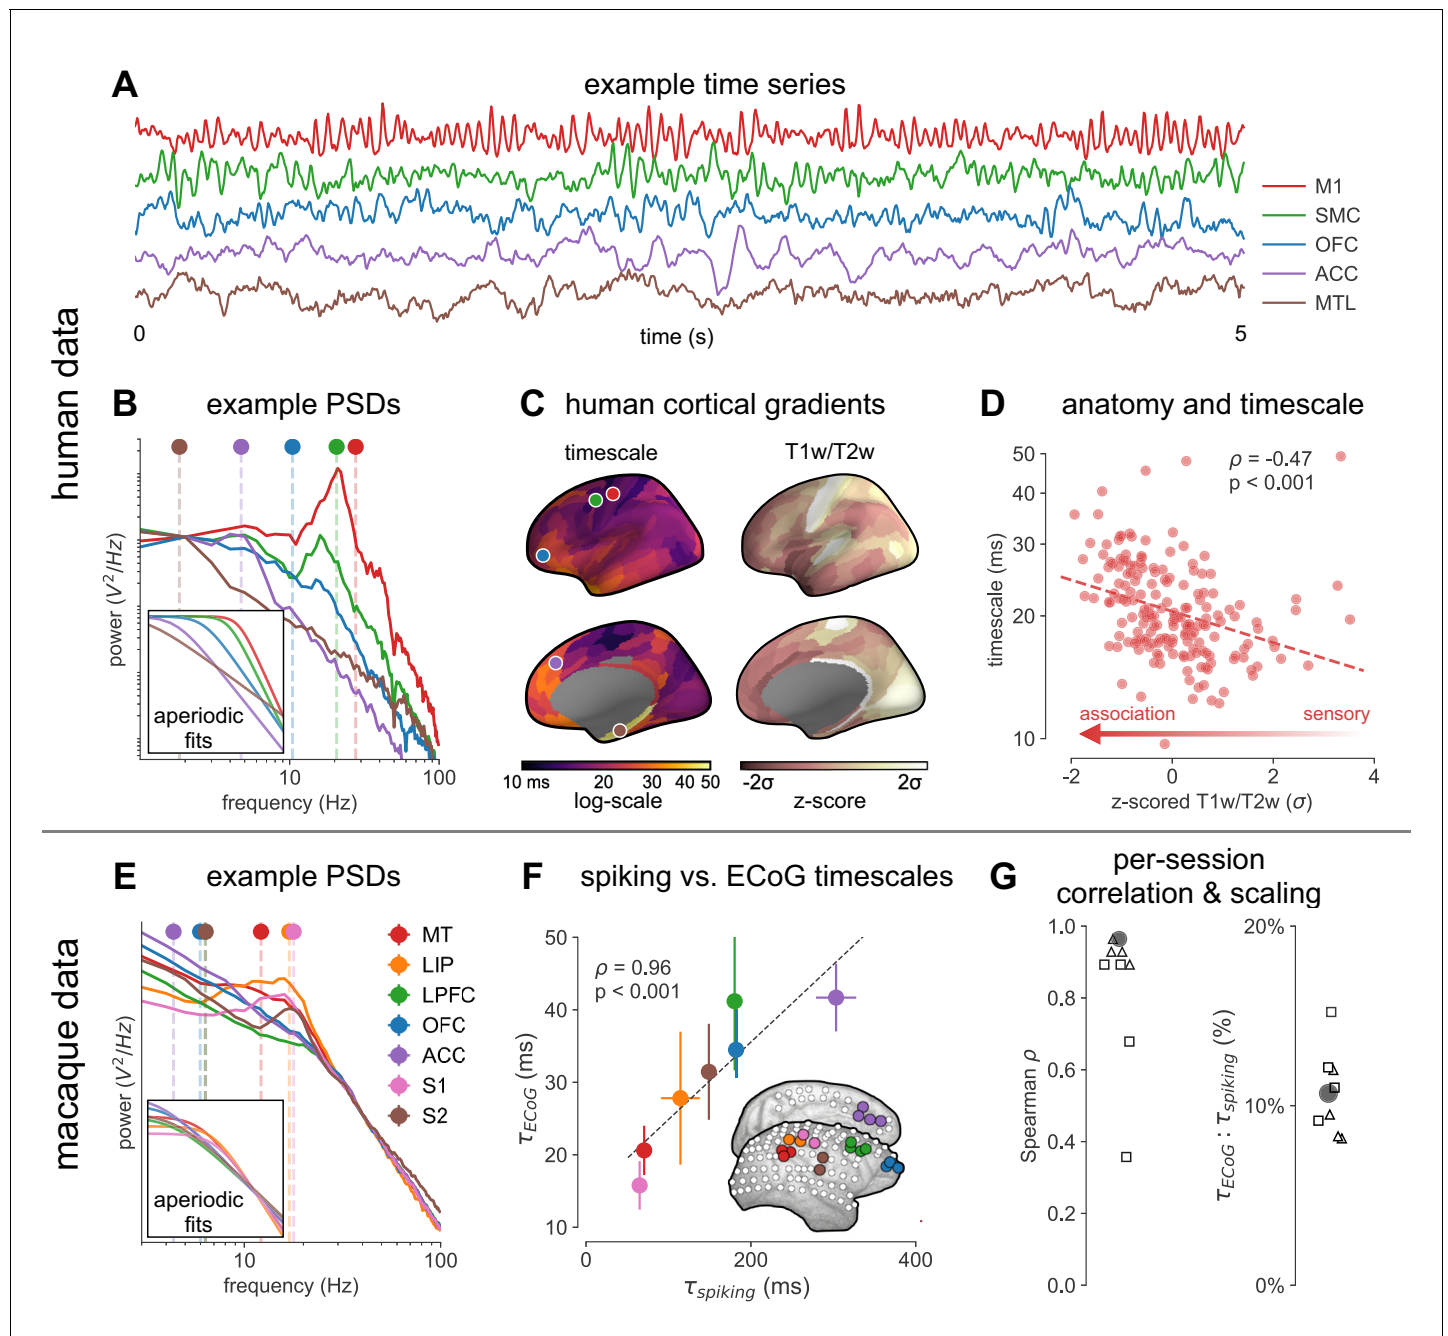 A example time series
M1
SMC
OFC
ACC
MTL
0 time (s) 5
human data
B example PSDs
power (V²/Hz)
aperiodic
fits
10 100
frequency (Hz)
C human cortical gradients
timescale T1w/T2w
10 ms 20 30 40 50
log-scale
-2σ 2σ
z-score
D anatomy and timescale
ρ = -0.47
p < 0.001
timescale (ms)
50
40
30
20
10
association sensory
-2 0 2 4
z-scored T1w/T2w (σ)
macaque data
E example PSDs
MT
LIP
LPFC
OFC
ACC
S1
S2
power (V²/Hz)
aperiodic
fits
10 100
frequency (Hz)
F spiking vs. ECoG timescales
ρ = 0.96
p < 0.001
τECoG (ms)
50
40
30
20
10
0 200 400
τspiking (ms)
G per-session
correlation & scaling
Spearman ρ
1.0
0.8
0.6
0.4
0.2
0.0
τECoG : τspiking (%)
20%
10%
0%